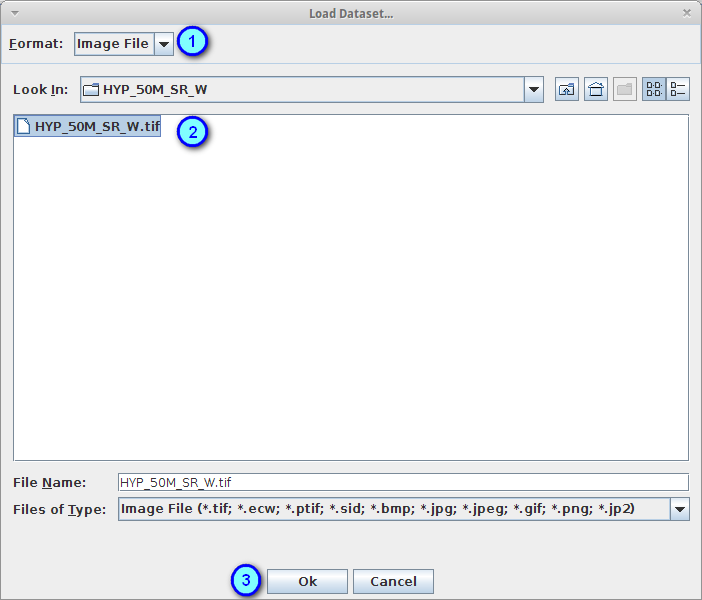 Load Dataset...
Format: Image File 1
Look In: HYP_50M_SR_W
HYP_50M_SR_W.tif 2
File Name: HYP_50M_SR_W.tif
Files of Type: Image File (*.tif; *.ecw; *.ptif; *.sid; *.bmp; *.jpg; *.jpeg; *.gif; *.png; *.jp2)
3 Ok Cancel